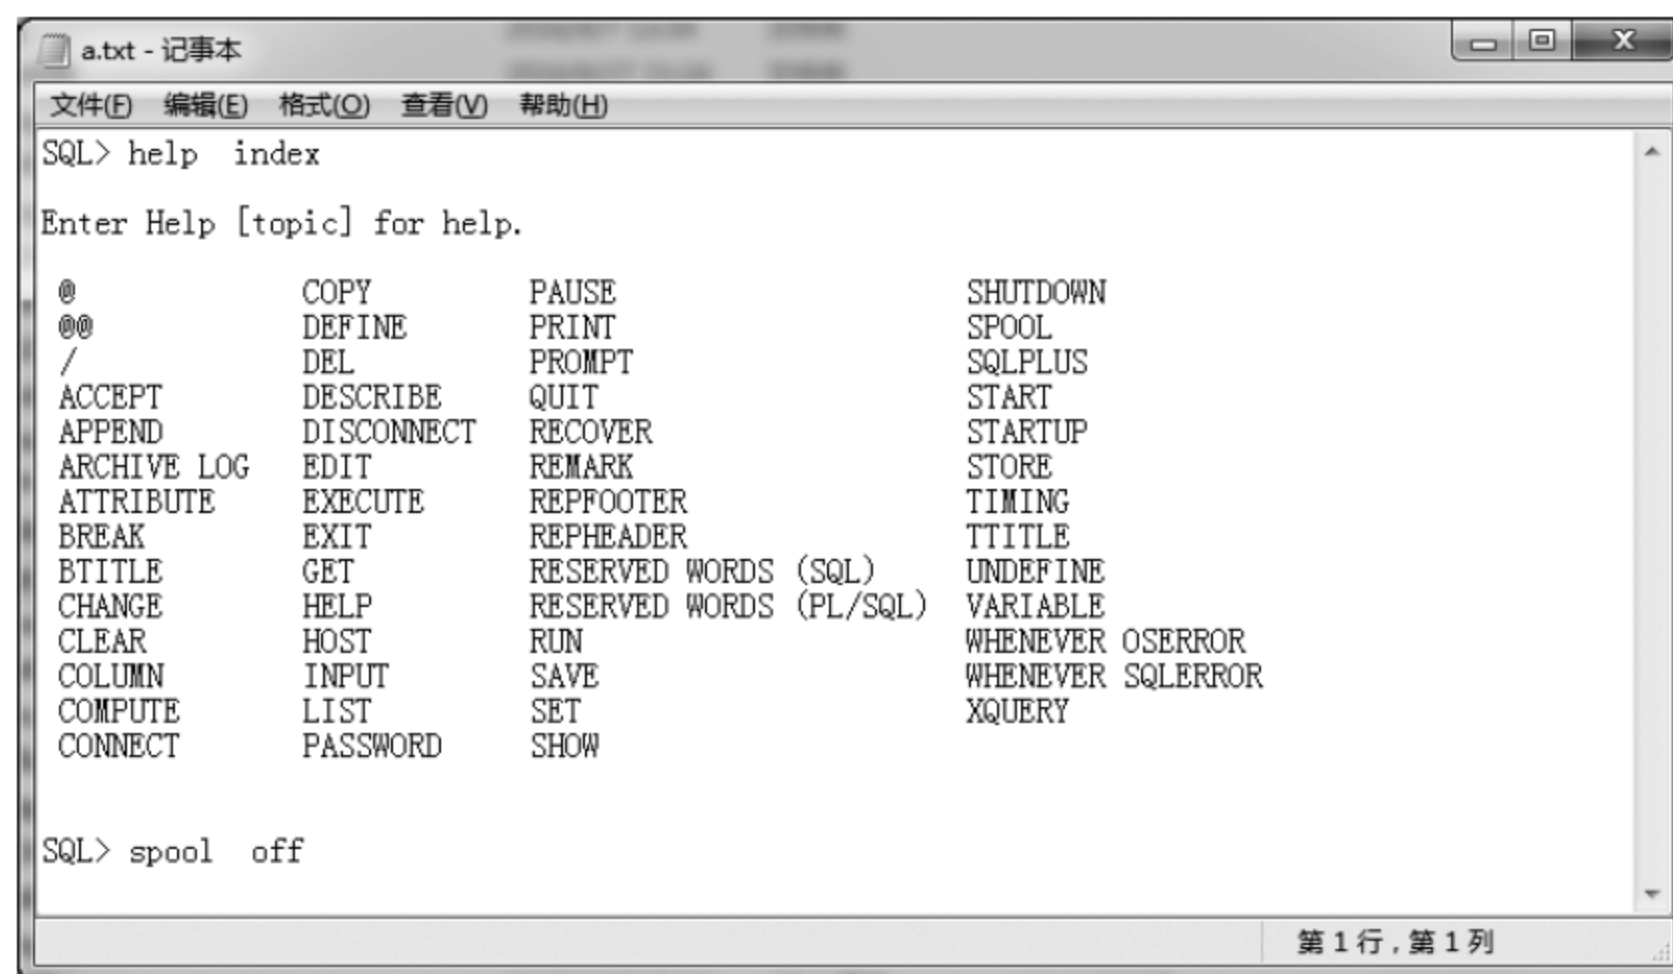 a.txt - 记事本
文件(F) 编辑(E) 格式(O) 查看(V) 帮助(H)
SQL> help  index
Enter Help [topic] for help.
@ COPY PAUSE SHUTDOWN
@@ DEFINE PRINT SPOOL
/ DEL PROMPT SQLPLUS
ACCEPT DESCRIBE QUIT START
APPEND DISCONNECT RECOVER STARTUP
ARCHIVE LOG EDIT REMARK STORE
ATTRIBUTE EXECUTE REPFOOTER TIMING
BREAK EXIT REPHEADER TTITLE
BTITLE GET RESERVED WORDS (SQL) UNDEFINE
CHANGE HELP RESERVED WORDS (PL/SQL) VARIABLE
CLEAR HOST RUN WHENEVER OSERROR
COLUMN INPUT SAVE WHENEVER SQLERROR
COMPUTE LIST SET XQUERY
CONNECT PASSWORD SHOW
SQL> spool  off
第 1 行 , 第 1 列